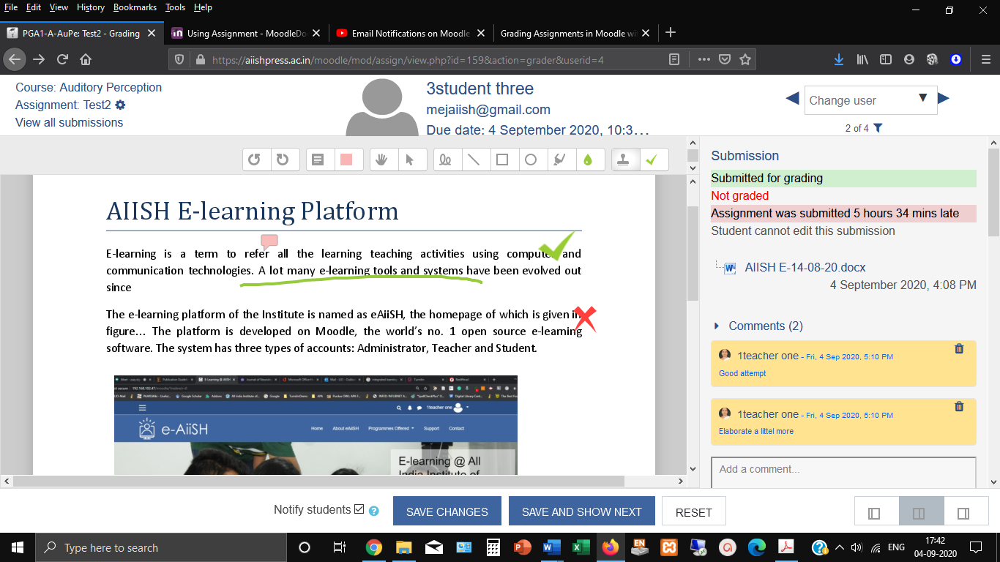 File Edit View History Bookmarks Tools Help
PGA1-A-AuPe: Test2 - Grading
Using Assignment - MoodleDo
Email Notifications on Moodle
Grading Assignments in Moodle wi
https://aiishpress.ac.in/moodle/mod/assign/view.php?id=159&action=grader&userid=4
Course: Auditory Perception
Assignment: Test2
View all submissions
3student three
mejaiish@gmail.com
Due date: 4 September 2020, 10:3…
Change user
2 of 4
AIISH E-learning Platform
E-learning is a term to refer all the learning teaching activities using computer and
communication technologies. A lot many e-learning tools and systems have been evolved out
since
The e-learning platform of the Institute is named as eAiiSH, the homepage of which is given in
figure… The platform is developed on Moodle, the world's no. 1 open source e-learning
software. The system has three types of accounts: Administrator, Teacher and Student.
1teacher one
e-AiiSH
Home About eAIISH Programmes Offered Support Contact
E-learning @ All
India Institute of
Submission
Submitted for grading
Not graded
Assignment was submitted 5 hours 34 mins late
Student cannot edit this submission
AIISH E-14-08-20.docx
4 September 2020, 4:08 PM
Comments (2)
1teacher one - Fri, 4 Sep 2020, 5:10 PM
Good attempt
1teacher one - Fri, 4 Sep 2020, 5:10 PM
Elaborate a littel more
Add a comment...
Notify students
SAVE CHANGES
SAVE AND SHOW NEXT
RESET
Type here to search
ENG
17:42
04-09-2020